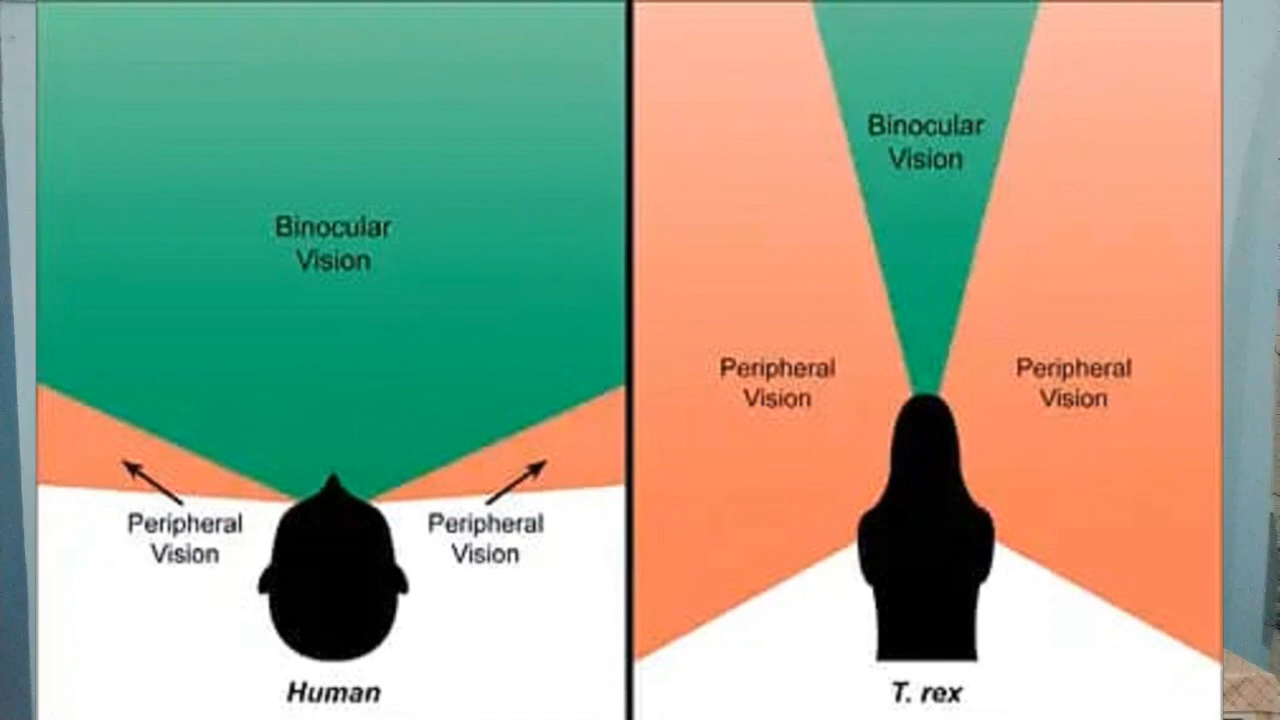 Binocular
Vision
Peripheral
Vision
Peripheral
Vision
Human
Binocular
Vision
Peripheral
Vision
Peripheral
Vision
T. rex